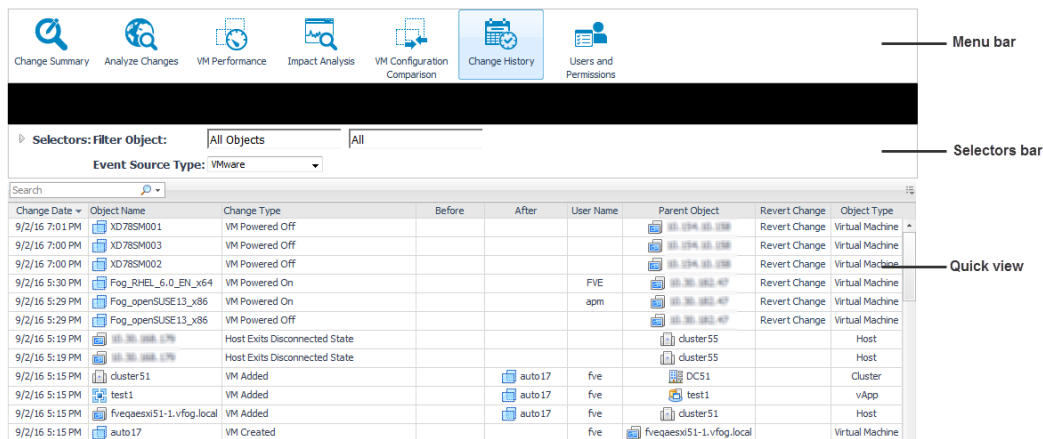 Change Summary
Analyze Changes
VM Performance
Impact Analysis
VM Configuration
Comparison
Change History
Users and
Permissions
Menu bar
Selectors: Filter Object: All Objects All
Event Source Type: VMware
Selectors bar
Search
Change Date Object Name Change Type Before After User Name Parent Object Revert Change Object Type
9/2/16 7:01 PM XD78SM001 VM Powered Off Revert Change Virtual Machine
9/2/16 7:00 PM XD78SM003 VM Powered Off Revert Change Virtual Machine
9/2/16 7:00 PM XD78SM002 VM Powered Off Revert Change Virtual Machine
Quick view
9/2/16 5:30 PM Fog_RHEL_6.0_EN_x64 VM Powered On FVE Revert Change Virtual Machine
9/2/16 5:29 PM Fog_openSUSE13_x86 VM Powered On apm Revert Change Virtual Machine
9/2/16 5:29 PM Fog_openSUSE13_x86 VM Powered Off Revert Change Virtual Machine
9/2/16 5:19 PM Host Exits Disconnected State cluster55 Host
9/2/16 5:19 PM Host Exits Disconnected State cluster55 Host
9/2/16 5:15 PM cluster51 VM Added auto17 fve DC51 Cluster
9/2/16 5:15 PM test1 VM Added auto17 fve test1 vApp
9/2/16 5:15 PM fveqaesxi51-1.vfog.local VM Added auto17 fve cluster51 Host
9/2/16 5:15 PM auto17 VM Created fve fveqaesxi51-1.vfog.local Virtual Machine